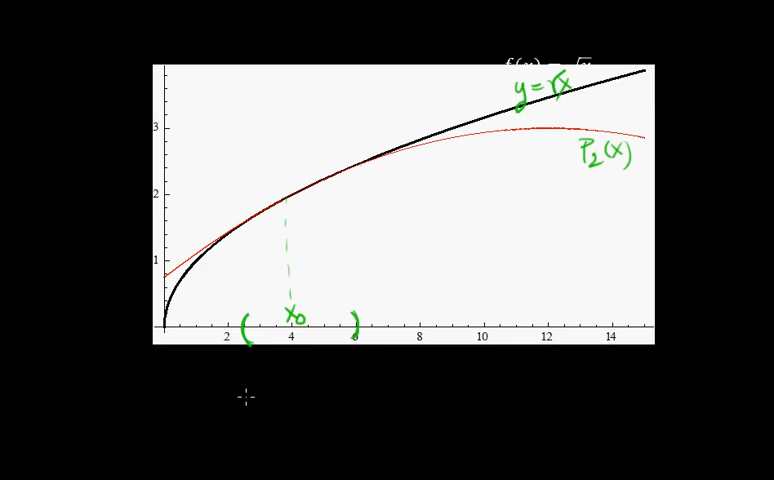 f(x) = √x
y = √x
3
P₂(x)
2
1
( x₀ )
2 4 6 8 10 12 14